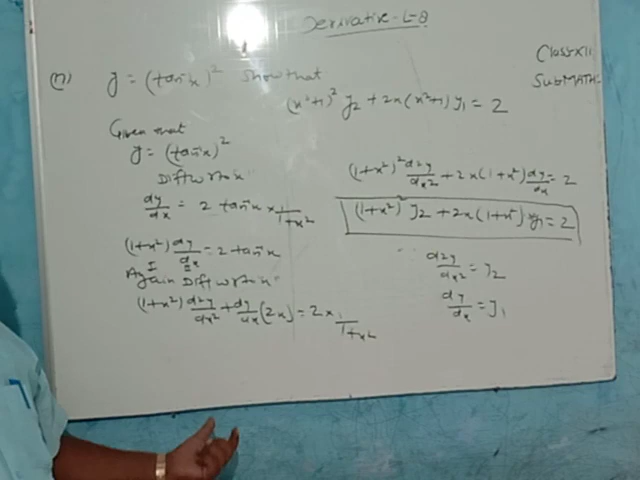 Derivative - L-8
Class-XII
Sub MATH
(17) y = (tan⁻¹x)² show that
(x²+1)² y₂ + 2x(x²+1) y₁ = 2
Given that
y = (tan⁻¹x)²
Diff w r to x
dy/dx = 2 tan⁻¹x × 1/1+x²
(1+x²) dy/dx = 2 tan⁻¹x
I II
Again Diff w r to x
(1+x²) d2y/dx² + dy/dx (2x) = 2 × 1/1+x²
(1+x²)² d2y/dx² + 2x(1+x²) dy/dx = 2
(1+x²)² y₂ + 2x(1+x²) y₁ = 2
d2y/dx² = y₂
dy/dx = y₁